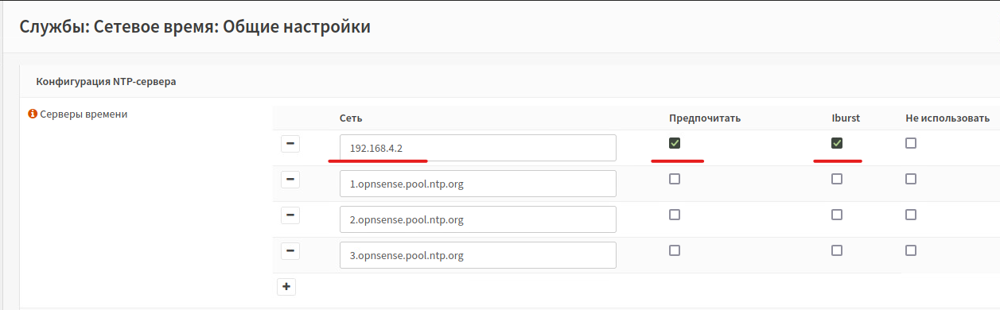 Службы: Сетевое время: Общие настройки
Конфигурация NTP-сервера
Серверы времени
Сеть Предпочитать Iburst Не использовать
192.168.4.2
1.opnsense.pool.ntp.org
2.opnsense.pool.ntp.org
3.opnsense.pool.ntp.org